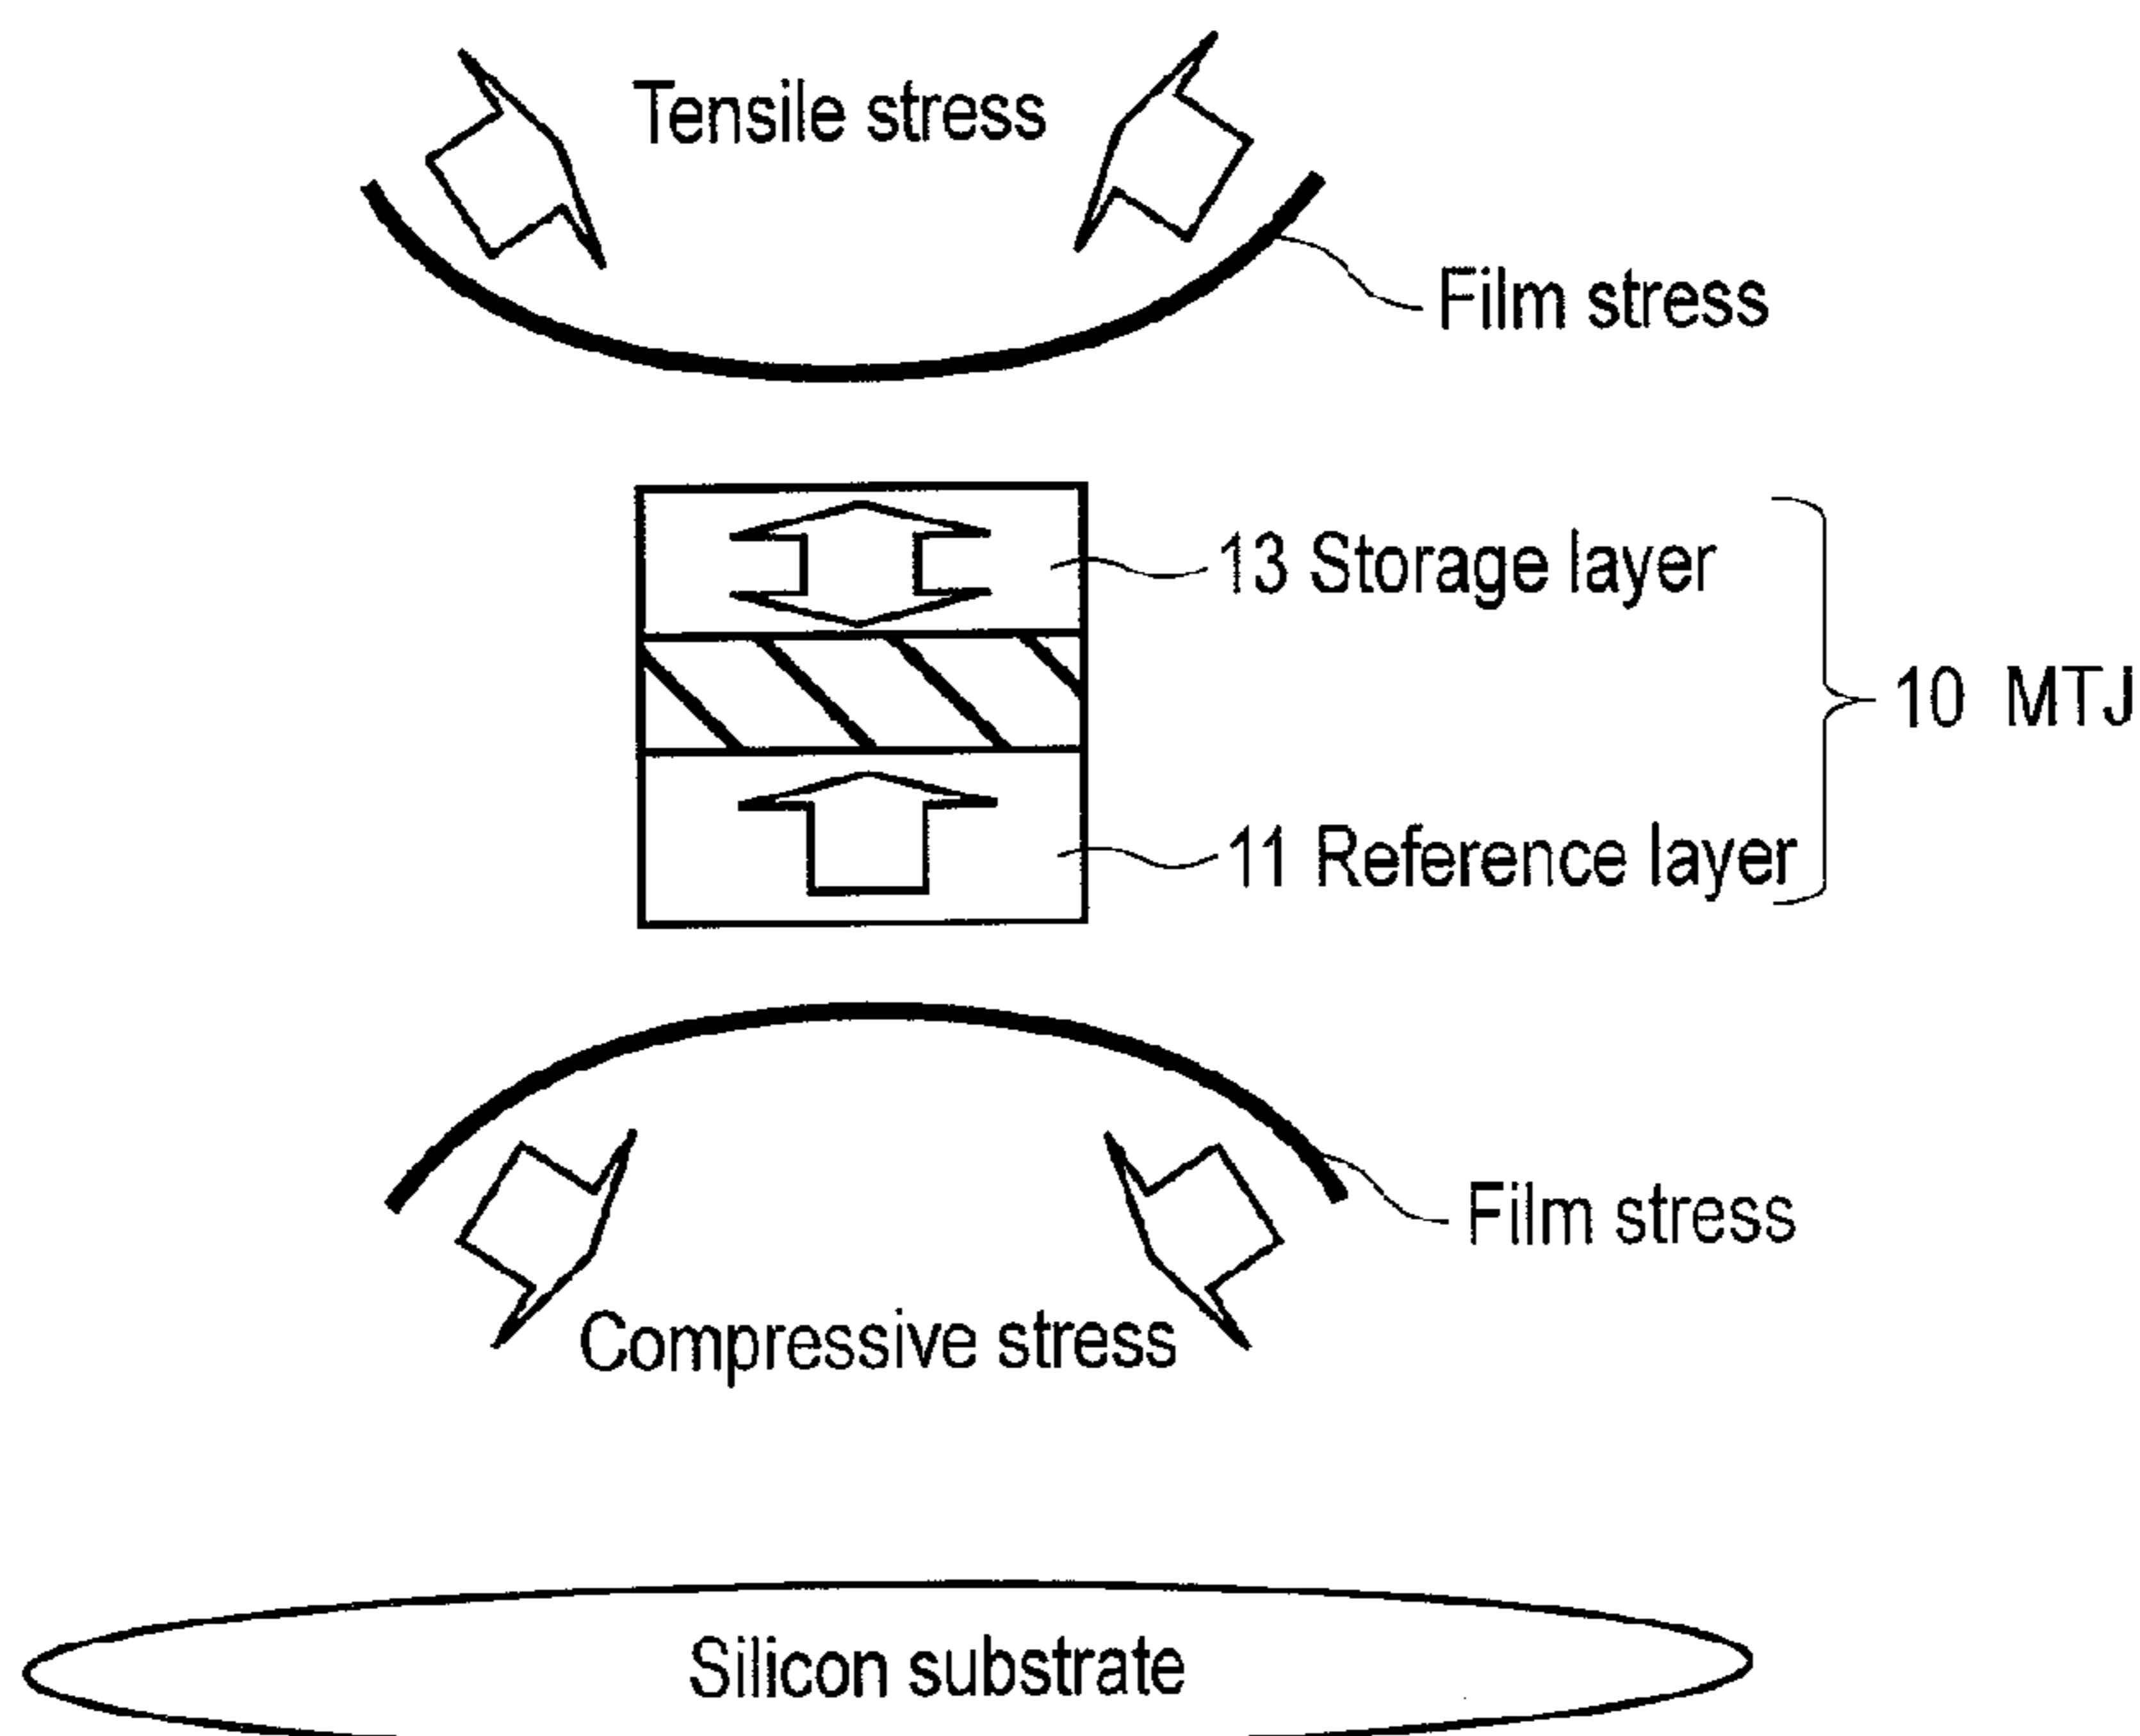 Tensile stress
Film stress
13 Storage layer
10 MTJ
11 Reference layer
Film stress
Compressive stress
Silicon substrate